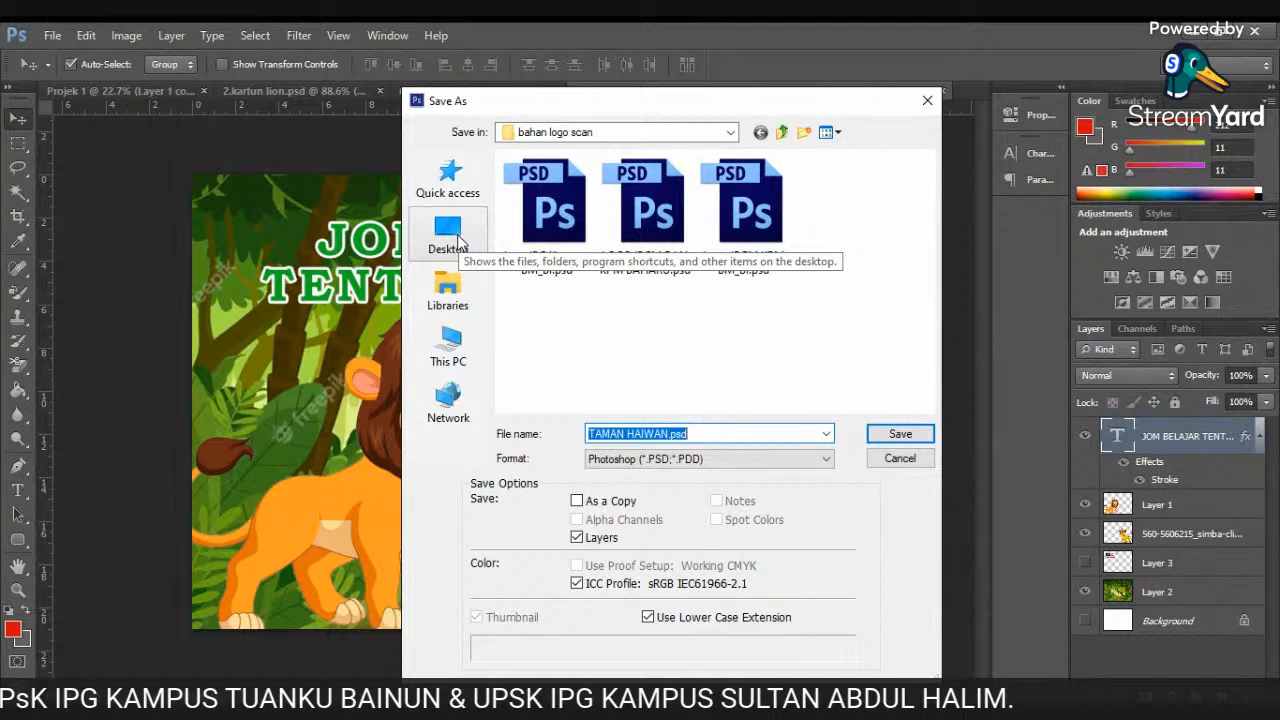 Powered by
StreamYard
Ps File Edit Image Layer Type Select Filter View Window Help
Auto-Select: Group Show Transform Controls
Projek 1 @ 22.7% (Layer 1 co... × 2.kartun lion.psd @ 88.6% (
Save As
Save in: bahan logo scan
Quick access
Desktop
Libraries
This PC
Network
PSD PSD PSD
Ps Ps Ps
Shows the files, folders, program shortcuts, and other items on the desktop.
File name: TAMAN HAIWAN.psd Save
Format: Photoshop (*.PSD;*.PDD) Cancel
Save Options
Save: As a Copy Notes
Alpha Channels Spot Colors
Layers
Color: Use Proof Setup: Working CMYK
ICC Profile: sRGB IEC61966-2.1
Thumbnail Use Lower Case Extension
JO
TENT
freepik
Prop...
Char...
Para...
Color Swatches
R
G 11
B 11
Adjustments Styles
Add an adjustment
Layers Channels Paths
Kind
Normal Opacity: 100%
Lock: Fill: 100%
T JOM BELAJAR TENT... fx
Effects
Stroke
Layer 1
560-5606215_simba-cli...
Layer 3
Layer 2
Background
PsK IPG KAMPUS TUANKU BAINUN & UPSK IPG KAMPUS SULTAN ABDUL HALIM.